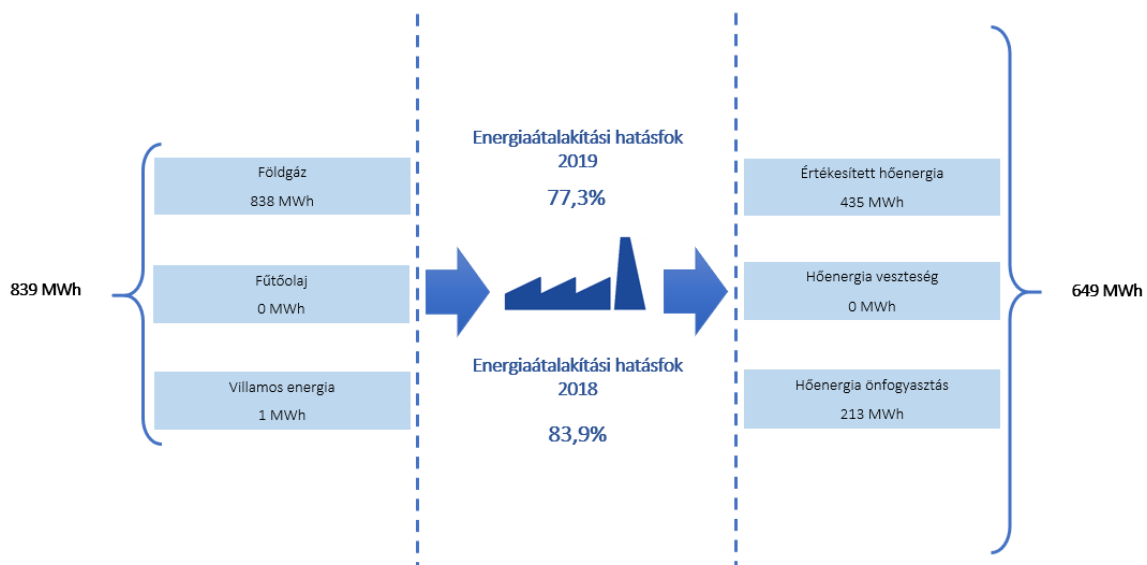 839 MWh
Földgáz
838 MWh
Fűtőolaj
0 MWh
Villamos energia
1 MWh
Energiaátalakítási hatásfok
2019
77,3%
Energiaátalakítási hatásfok
2018
83,9%
Értékesített hőenergia
435 MWh
Hőenergia veszteség
0 MWh
Hőenergia önfogyasztás
213 MWh
649 MWh